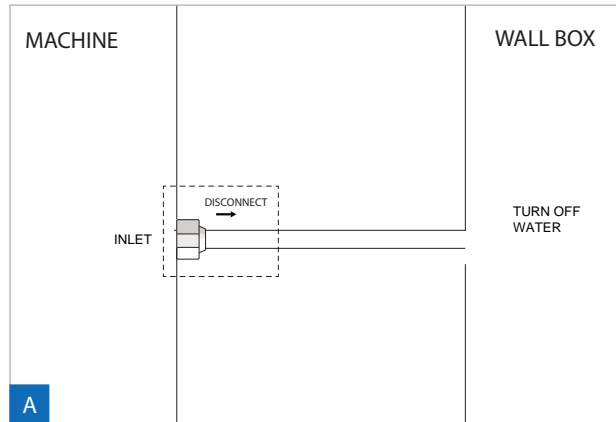 MACHINE
WALL BOX
DISCONNECT
INLET
TURN OFF
WATER
A